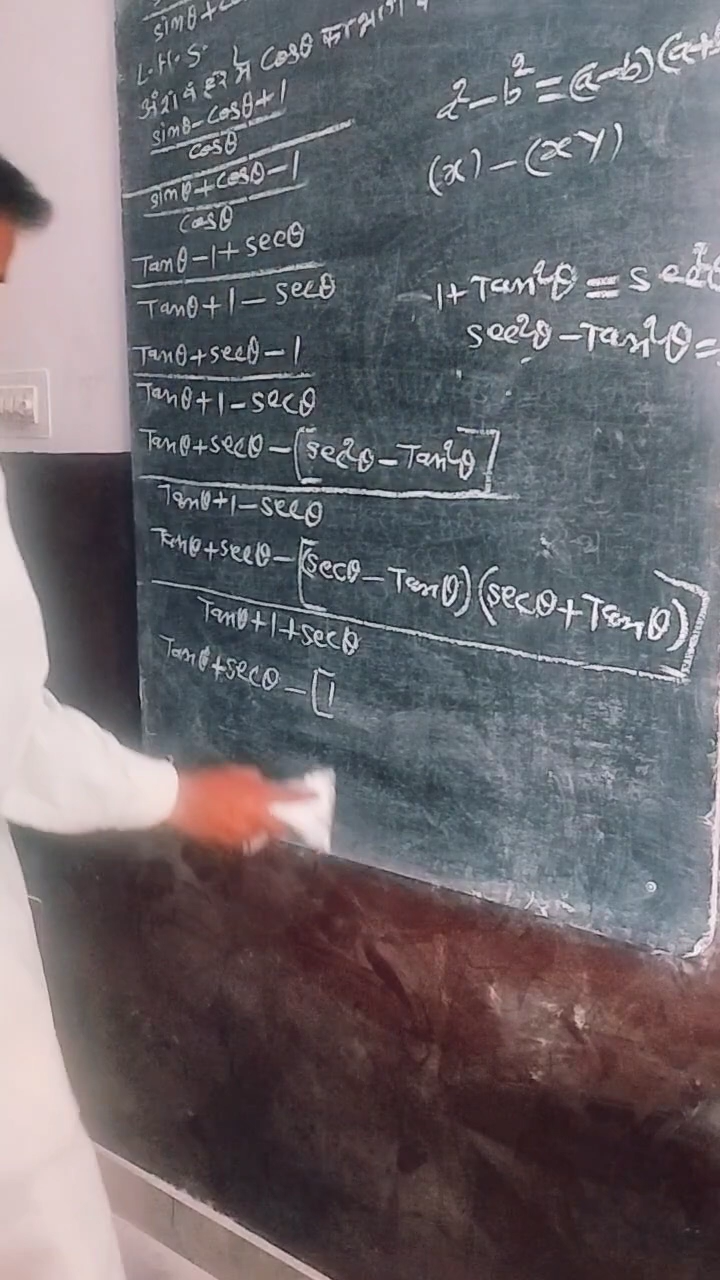 sinθ+
L.H.S.
अंश व हर में cosθ का भाग
sinθ-cosθ+1
cosθ
sinθ+cosθ-1
cosθ
Tanθ-1+secθ
Tanθ+1-secθ
Tanθ+secθ-1
Tanθ+1-secθ
Tanθ+secθ-[sec²θ-Tan²θ]
Tanθ+1-secθ
Tanθ+secθ-[(secθ-Tanθ)(secθ+Tanθ)]
Tanθ+1+secθ
Tanθ+secθ-[1
a²-b²=(a-b)(a+
(x)-(xy)
1+Tan²θ=sec²θ
sec²θ-Tan²θ=